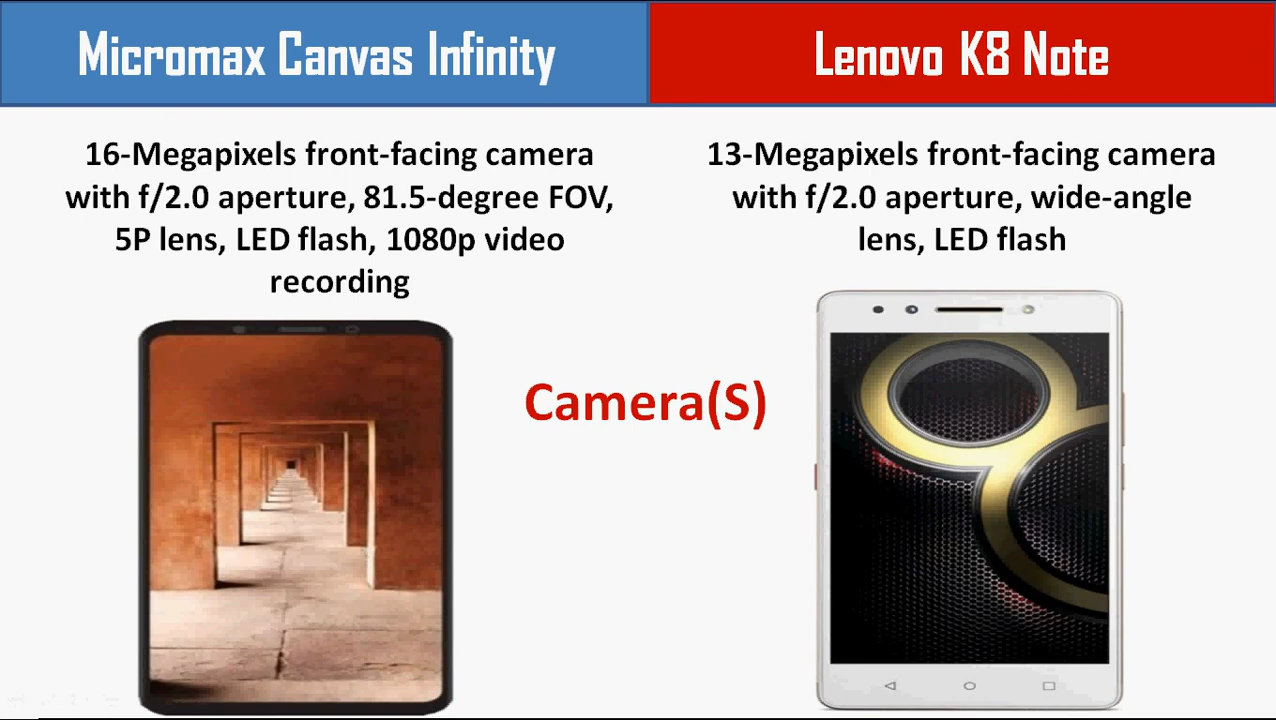 Micromax Canvas Infinity
Lenovo K8 Note
16-Megapixels front-facing camera
with f/2.0 aperture, 81.5-degree FOV,
5P lens, LED flash, 1080p video
recording
13-Megapixels front-facing camera
with f/2.0 aperture, wide-angle
lens, LED flash
Camera(S)